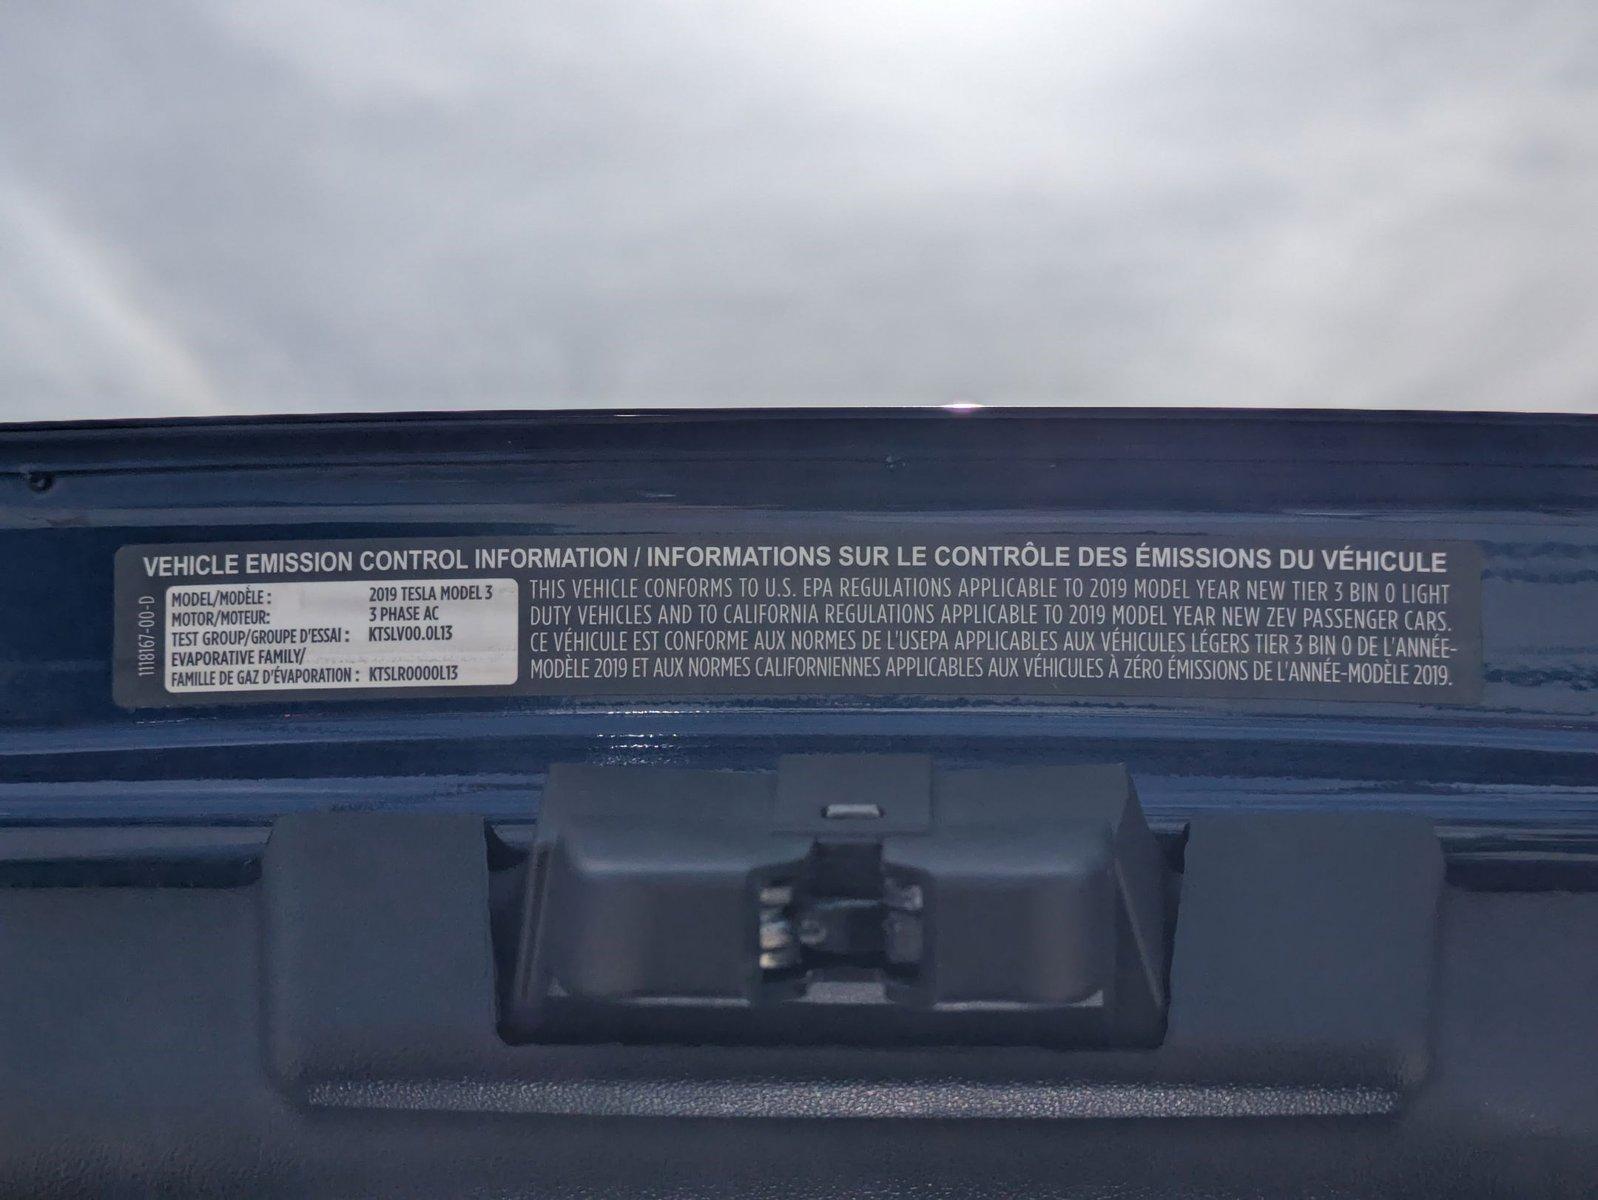 VEHICLE EMISSION CONTROL INFORMATION / INFORMATIONS SUR LE CONTRÔLE DES ÉMISSIONS DU VÉHICULE
1118167-00-D
MODEL/MODÈLE : 2019 TESLA MODEL 3
MOTOR/MOTEUR: 3 PHASE AC
TEST GROUP/GROUPE D'ESSAI : KTSLV00.0L13
EVAPORATIVE FAMILY/
FAMILLE DE GAZ D'ÉVAPORATION : KTSLR0000L13
THIS VEHICLE CONFORMS TO U.S. EPA REGULATIONS APPLICABLE TO 2019 MODEL YEAR NEW TIER 3 BIN 0 LIGHT
DUTY VEHICLES AND TO CALIFORNIA REGULATIONS APPLICABLE TO 2019 MODEL YEAR NEW ZEV PASSENGER CARS.
CE VÉHICULE EST CONFORME AUX NORMES DE L'USEPA APPLICABLES AUX VÉHICULES LÉGERS TIER 3 BIN 0 DE L'ANNÉE-
MODÈLE 2019 ET AUX NORMES CALIFORNIENNES APPLICABLES AUX VÉHICULES À ZÉRO ÉMISSIONS DE L'ANNÉE-MODÈLE 2019.